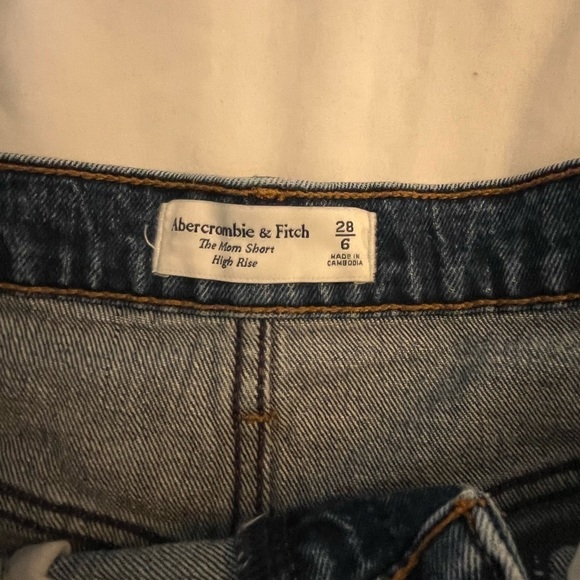 Abercrombie & Fitch
The Mom Short
High Rise
28
6
MADE IN
CAMBODIA